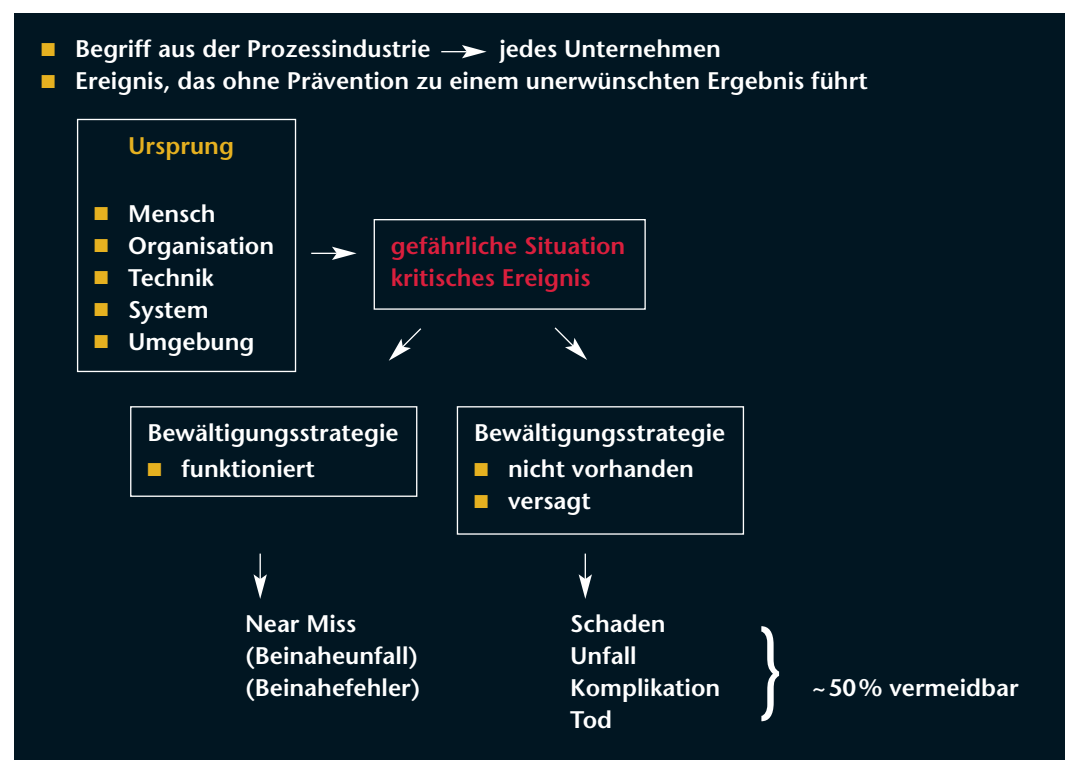 Begriff aus der Prozessindustrie → jedes Unternehmen
Ereignis, das ohne Prävention zu einem unerwünschten Ergebnis führt
Ursprung
Mensch
Organisation
Technik
System
Umgebung
gefährliche Situation
kritisches Ereignis
Bewältigungsstrategie
funktioniert
Bewältigungsstrategie
nicht vorhanden
versagt
Near Miss
(Beinaheunfall)
(Beinahefehler)
Schaden
Unfall
Komplikation
Tod
~50% vermeidbar